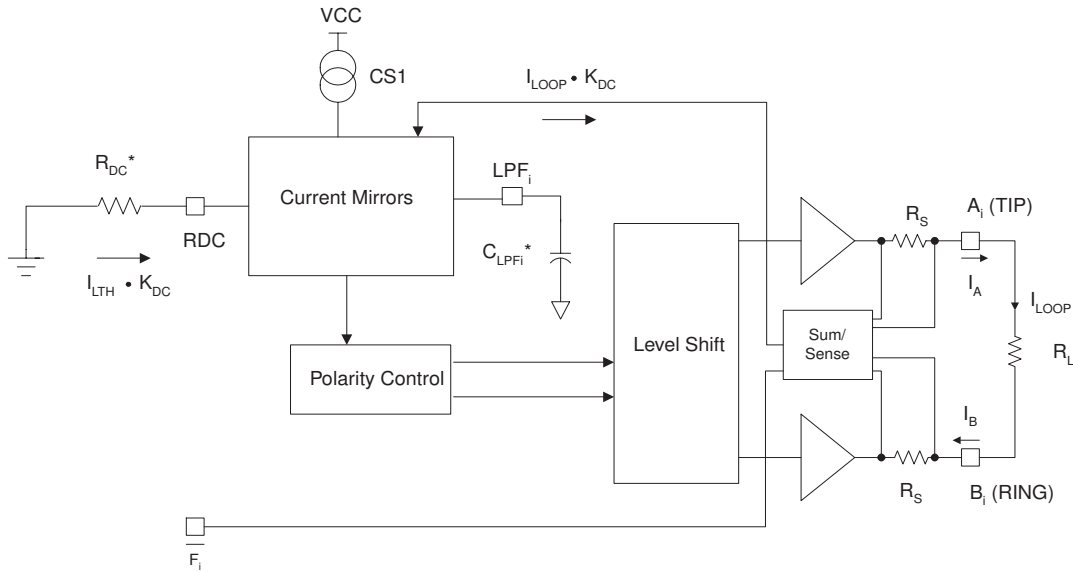 VCC
CS1
I_LOOP • K_DC
R_DC*
Current Mirrors
LPF_i
RDC
C_LPFi*
I_LTH • K_DC
R_S
A_i (TIP)
I_A
I_LOOP
Level Shift
Sum/
Sense
R_L
Polarity Control
I_B
R_S
B_i (RING)
F_i